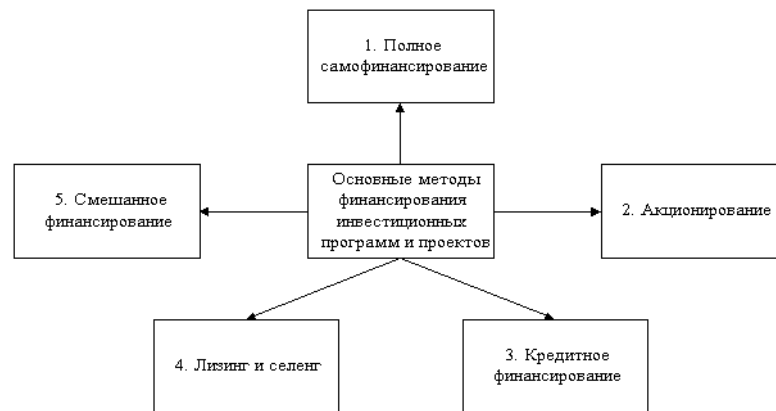 1. Полное
самофинансирование
5. Смешанное
финансирование
Основные методы
финансирования
инвестиционных
программ и проектов
2. Акционирование
4. Лизинг и селенг
3. Кредитное
финансирование